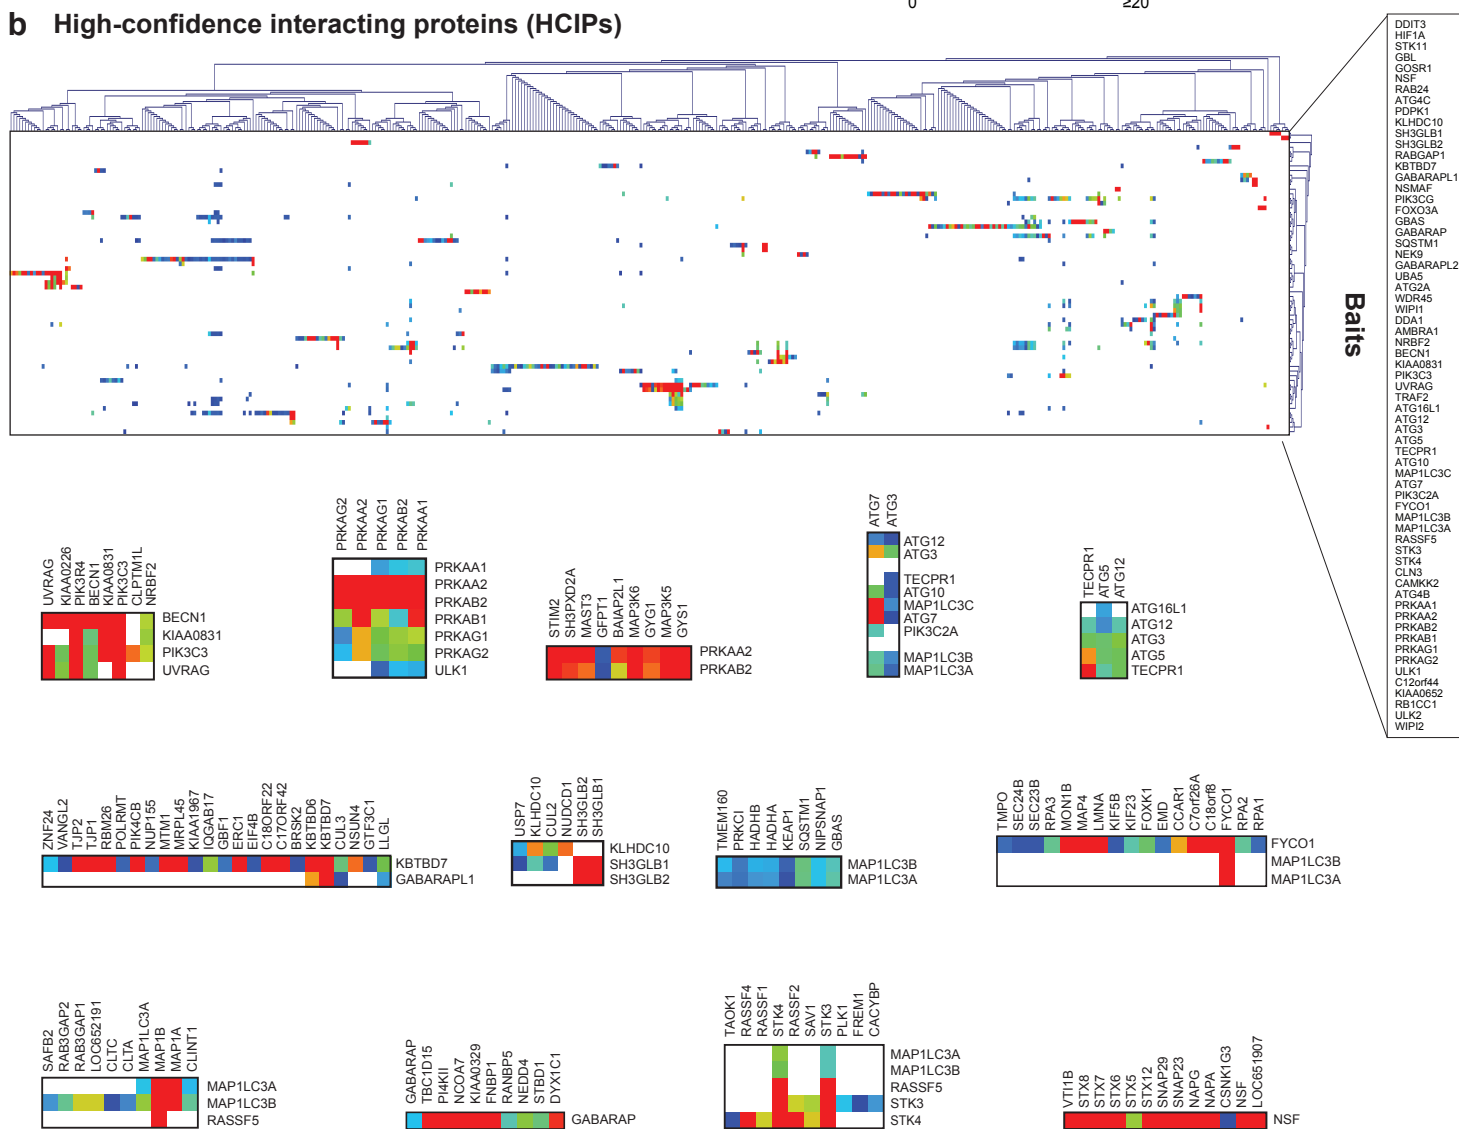 0 ≥20
b High-confidence interacting proteins (HCIPs)
DDIT3
HIF1A
STK11
GBL
GOSR1
NSF
RAB24
ATG4C
PDPK1
KLHDC10
SH3GLB1
SH3GLB2
RABGAP1
KBTBD7
GABARAPL1
NSMAF
PIK3CG
FOXO3A
GBAS
GABARAP
SQSTM1
NEK9
GABARAPL2
UBA5
ATG2A
WDR45
WIPI1
DDA1
AMBRA1
NRBF2
BECN1
KIAA0831
PIK3C3
UVRAG
TRAF2
ATG16L1
ATG12
ATG3
ATG5
TECPR1
ATG10
MAP1LC3C
ATG7
PIK3C2A
FYCO1
MAP1LC3B
MAP1LC3A
RASSF5
STK3
STK4
CLN3
CAMKK2
ATG4B
PRKAA1
PRKAA2
PRKAB2
PRKAB1
PRKAG1
PRKAG2
ULK1
C12orf44
KIAA0652
RB1CC1
ULK2
WIPI2
Baits
UVRAG
KIAA0226
PIK3R4
BECN1
KIAA0831
PIK3C3
CLPTM1L
NRBF2
BECN1
KIAA0831
PIK3C3
UVRAG
PRKAG2
PRKAA2
PRKAG1
PRKAB2
PRKAA1
PRKAA1
PRKAA2
PRKAB2
PRKAB1
PRKAG1
PRKAG2
ULK1
STIM2
SH3PXD2A
MAST3
GFPT1
BAIAP2L1
MAP3K6
GYG1
MAP3K5
GYS1
PRKAA2
PRKAB2
ATG7
ATG3
ATG12
ATG3
TECPR1
ATG10
MAP1LC3C
ATG7
PIK3C2A
MAP1LC3B
MAP1LC3A
TECPR1
ATG5
ATG12
ATG16L1
ATG12
ATG3
ATG5
TECPR1
ZNF24
VANGL2
TJP2
TJP1
RBM26
POLRMT
PIK4CB
NUP155
MTM1
MRPL45
KIAA1967
IQGAB17
GBF1
ERC1
EIF4B
C18ORF22
C17ORF42
BRSK2
KBTBD6
KBTBD7
CUL3
NSUN4
GTF3C1
LLGL
KBTBD7
GABARAPL1
USP7
KLHDC10
CUL2
NUDCD1
SH3GLB2
SH3GLB1
KLHDC10
SH3GLB1
SH3GLB2
TMEM160
PRKCI
HADHB
HADHA
KEAP1
SQSTM1
NIPSNAP1
GBAS
MAP1LC3B
MAP1LC3A
TMPO
SEC24B
SEC23B
RPA3
MON1B
MAP4
LMNA
KIF5B
KIF23
FOXK1
EMD
CCAR1
C7orf26A
C18orf8
FYCO1
RPA2
RPA1
FYCO1
MAP1LC3B
MAP1LC3A
SAFB2
RAB3GAP2
RAB3GAP1
LOC652191
CLTC
CLTA
MAP1LC3A
MAP1B
MAP1A
CLINT1
MAP1LC3A
MAP1LC3B
RASSF5
GABARAP
TBC1D15
PI4KII
NCOA7
KIAA0329
FNBP1
RANBP5
NEDD4
STBD1
DYX1C1
GABARAP
TAOK1
RASSF4
RASSF1
STK4
RASSF2
SAV1
STK3
PLK1
FREM1
CACYBP
MAP1LC3A
MAP1LC3B
RASSF5
STK3
STK4
VTI1B
STX8
STX7
STX6
STX5
STX12
SNAP29
SNAP23
NAPG
NAPA
CSNK1G3
NSF
LOC651907
NSF